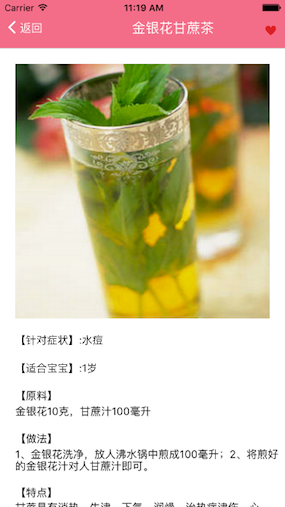 Carrier 11:19 AM
返回 金银花甘蔗茶
【针对症状】:水痘
【适合宝宝】:1岁
【原料】
金银花10克，甘蔗汁100毫升
【做法】
1、金银花洗净，放人沸水锅中煎成100毫升；2、将煎好
的金银花汁对人甘蔗汁即可。
【特点】